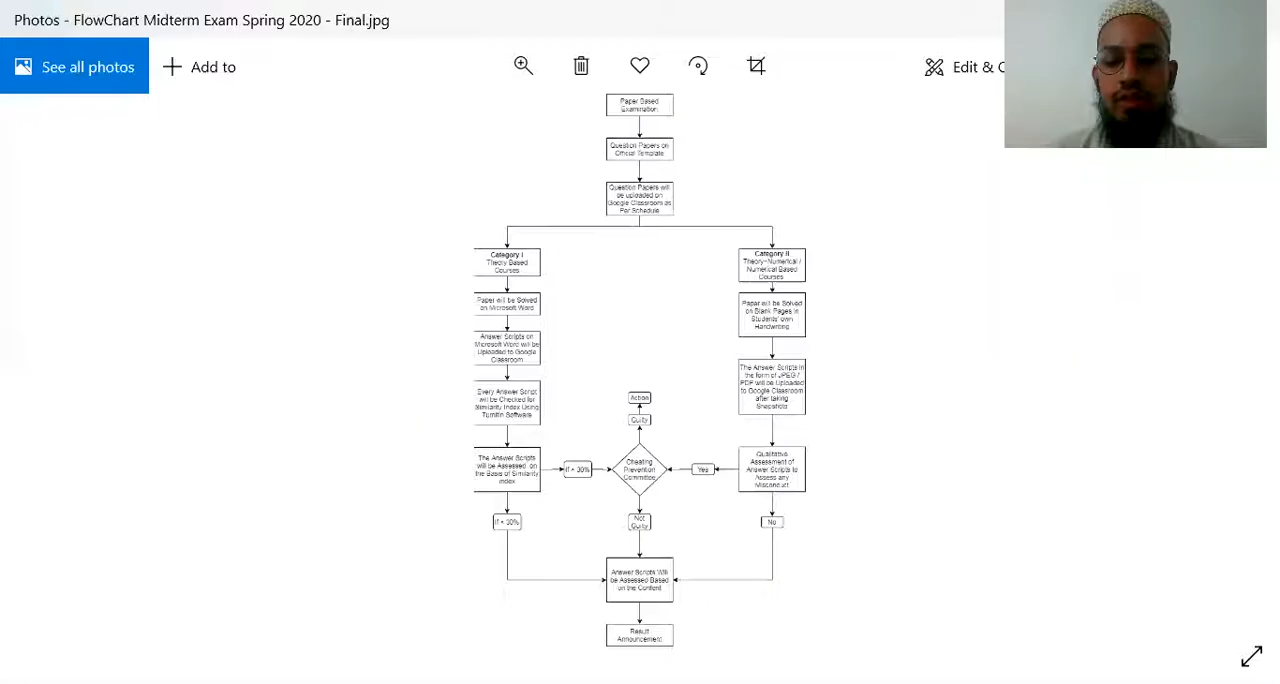 Photos - FlowChart Midterm Exam Spring 2020 - Final.jpg
See all photos
Add to
Edit & C
Paper Based
Examination
Question Papers on
Official Template
Question Papers will
be uploaded on
Google Classroom as
Per Schedule
Category I
Theory Based
Courses
Category II
Theory+Numerical /
Numerical Based
Courses
Paper will be Solved
on Microsoft Word
Paper will be Solved
on Blank Pages in
Students' own
Handwriting
Answer Scripts on
Microsoft Word will be
Uploaded to Google
Classroom
The Answer Scripts in
the form of JPEG /
PDF will be Uploaded
to Google Classroom
after taking
Snapshots
Every Answer Script
will be Checked for
Similarity Index Using
Turnitin Software
Action
Guilty
The Answer Scripts
will be Assessed on
the Basis of Similarity
Index
If > 30%
Cheating
Prevention
Committee
Yes
Qualitative
Assessment of
Answer Scripts to
Assess any
Misconduct
If < 30%
Not
Guilty
No
Answer Scripts Will
be Assessed Based
on the Content
Result
Announcement